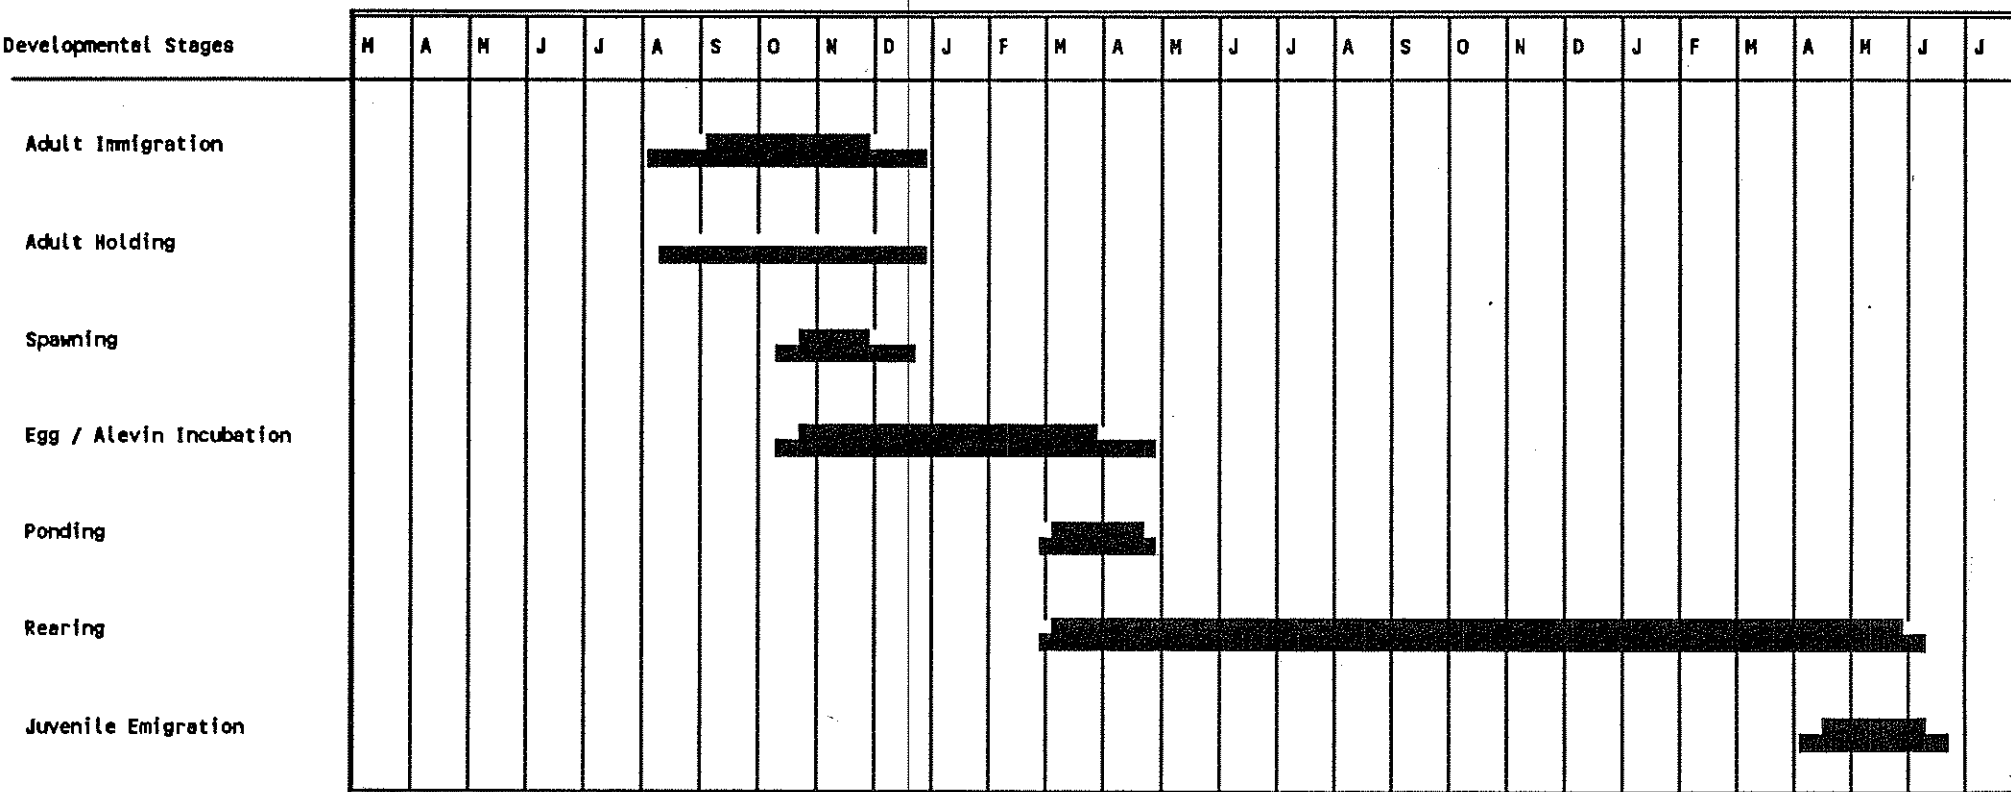 Developmental Stages M A M J J A S O N D J F M A M J J A S O N D J F M A M J J
Adult Immigration
Adult Holding
Spawning
Egg / Alevin Incubation
Ponding
Rearing
Juvenile Emigration